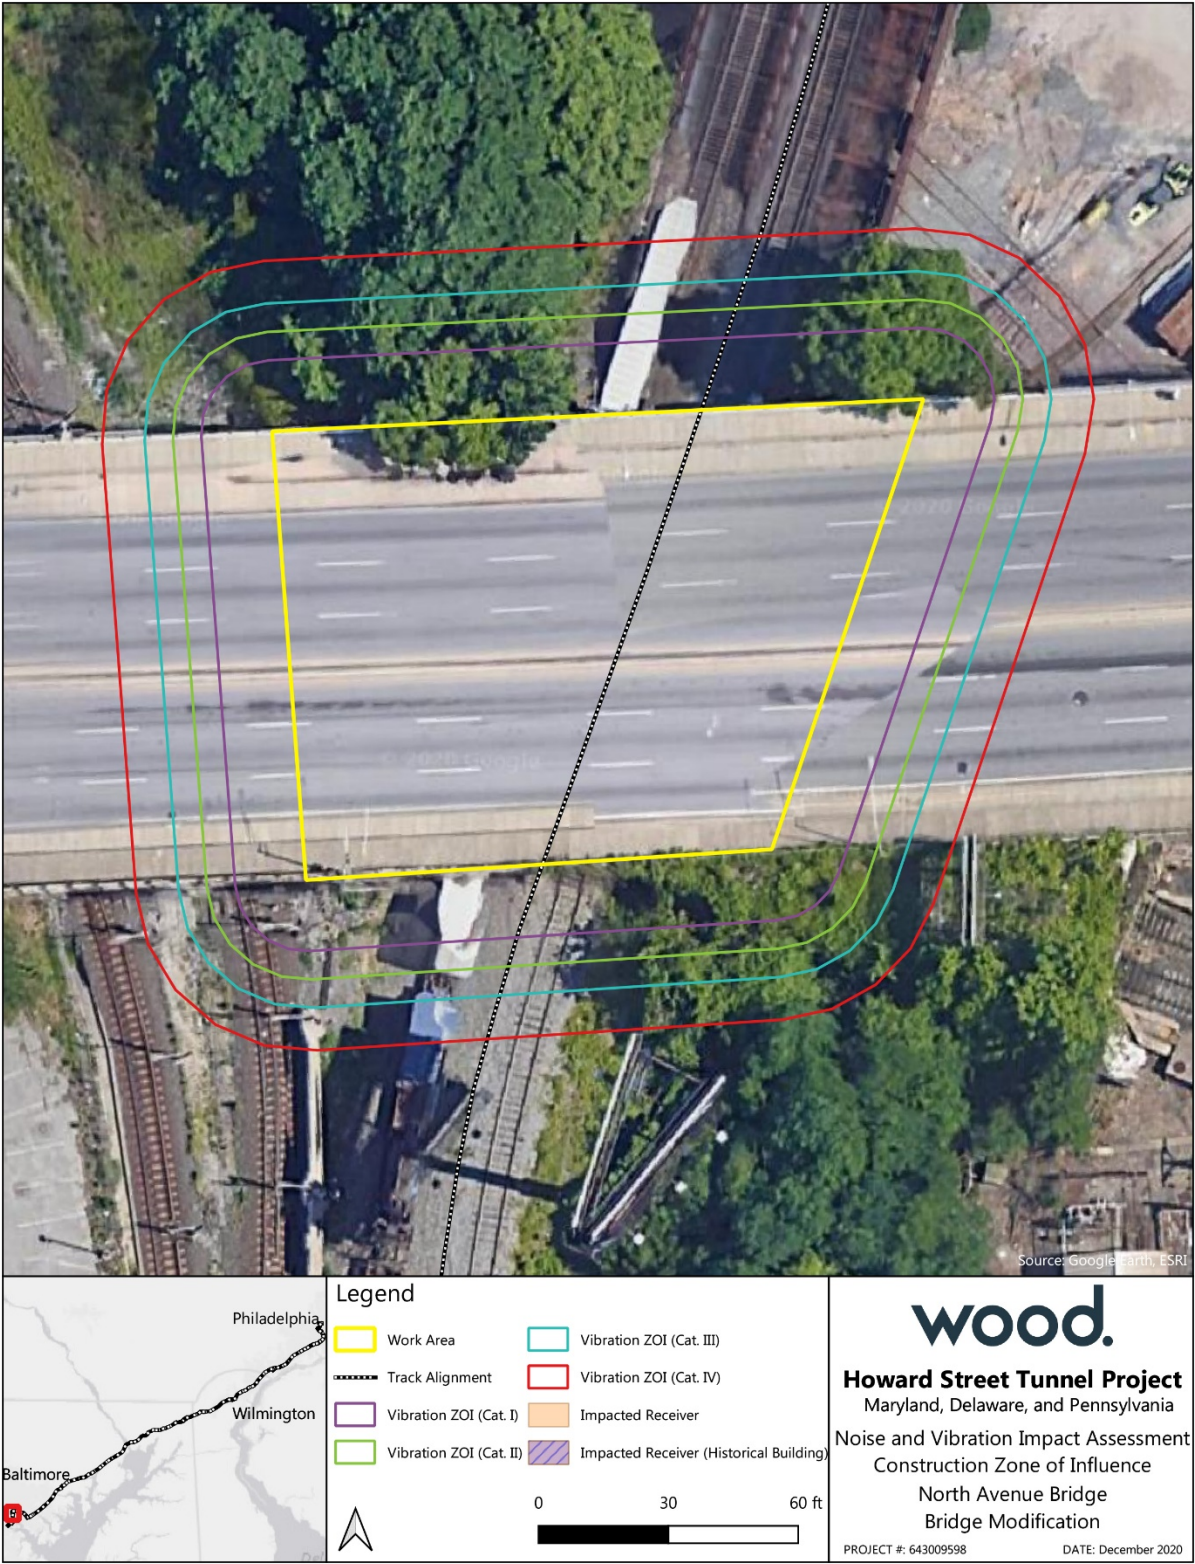 © 2020 Google
Source: Google Earth, ESRI
Philadelphia
Wilmington
Baltimore
Legend
Work Area
Track Alignment
Vibration ZOI (Cat. I)
Vibration ZOI (Cat. II)
Vibration ZOI (Cat. III)
Vibration ZOI (Cat. IV)
Impacted Receiver
Impacted Receiver (Historical Building)
0 30 60 ft
wood.
Howard Street Tunnel Project
Maryland, Delaware, and Pennsylvania
Noise and Vibration Impact Assessment
Construction Zone of Influence
North Avenue Bridge
Bridge Modification
PROJECT #: 643009598 DATE: December 2020